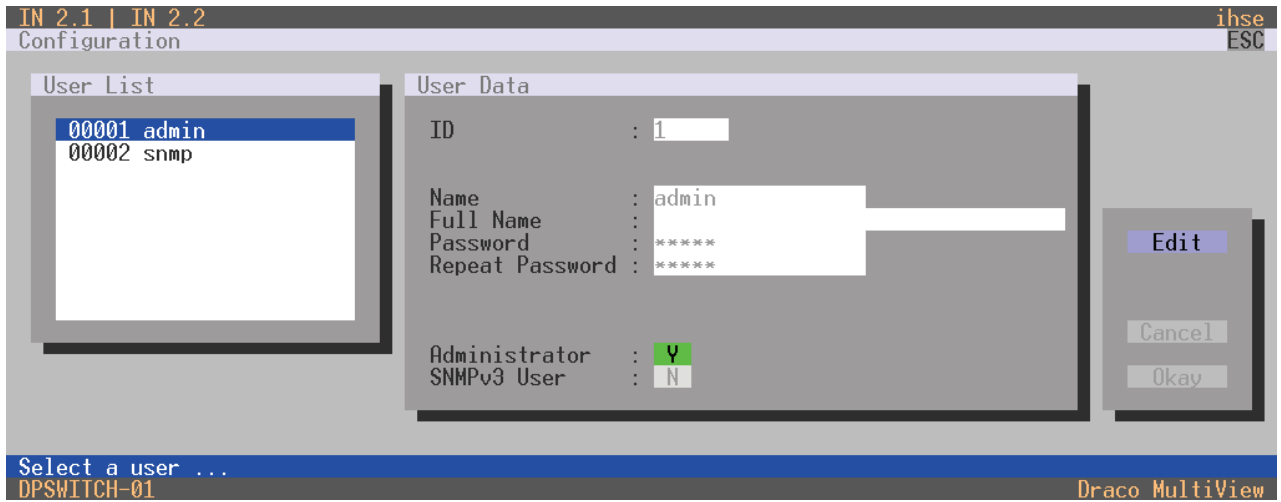 IN 2.1 | IN 2.2 ihse
Configuration ESC
User List
00001 admin
00002 snmp
User Data
ID : 1
Name : admin
Full Name :
Password : *****
Repeat Password : *****
Administrator : Y
SNMPv3 User : N
Edit
Cancel
Okay
Select a user ...
DPSWITCH-01 Draco MultiView